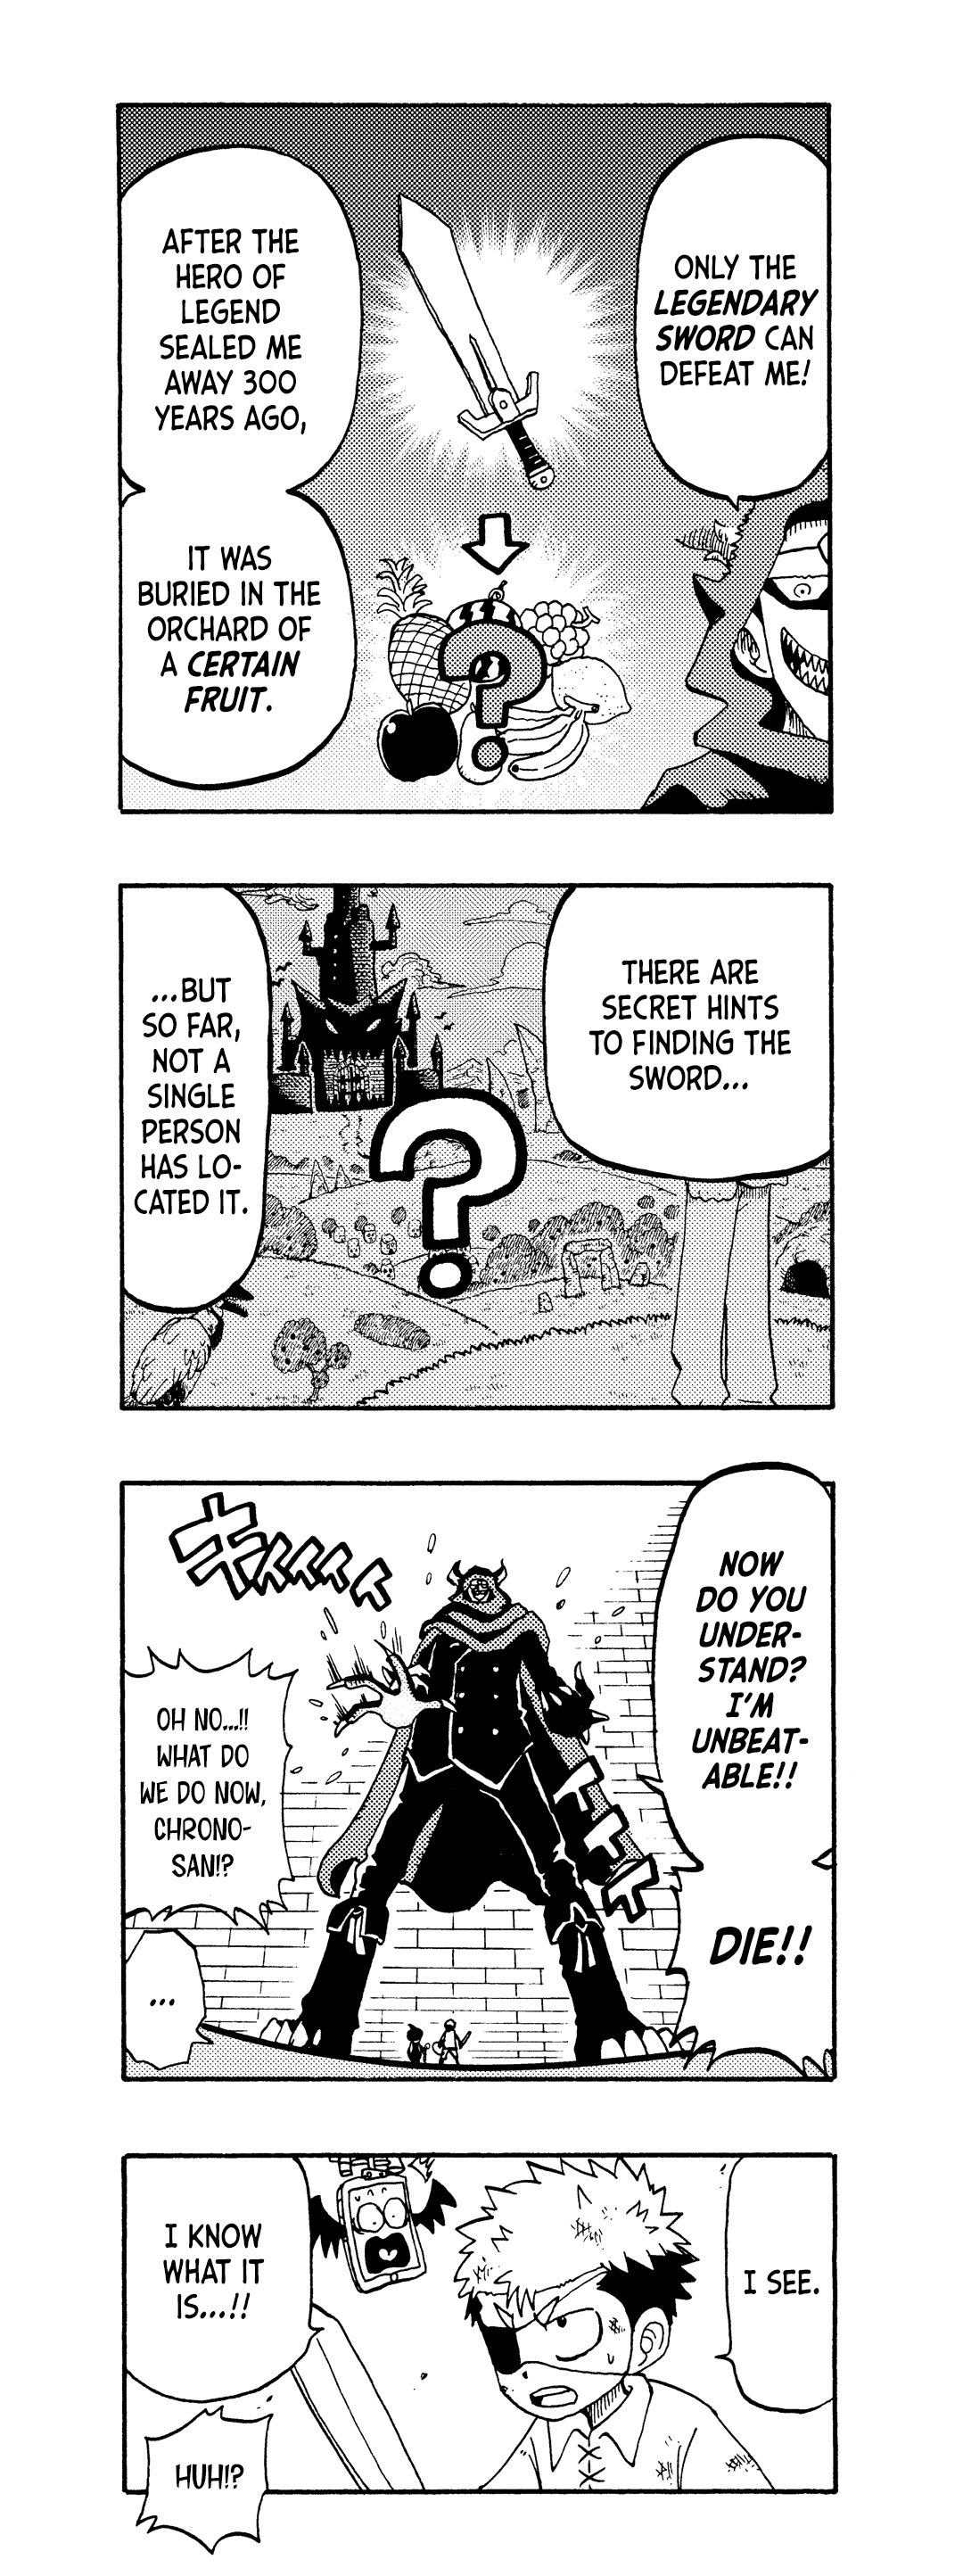 ONLY THE
LEGENDARY
SWORD CAN
DEFEAT ME!
AFTER THE
HERO OF
LEGEND
SEALED ME
AWAY 300
YEARS AGO,
IT WAS
BURIED IN THE
ORCHARD OF
A CERTAIN
FRUIT.
?
THERE ARE
SECRET HINTS
TO FINDING THE
SWORD...
...BUT
SO FAR,
NOT A
SINGLE
PERSON
HAS LO-
CATED IT.
?
NOW
DO YOU
UNDER-
STAND?
I'M
UNBEAT-
ABLE!!
DIE!!
OH NO...!!
WHAT DO
WE DO NOW,
CHRONO-
SAN!?
...
I SEE.
I KNOW
WHAT IT
IS...!!
HUH!?